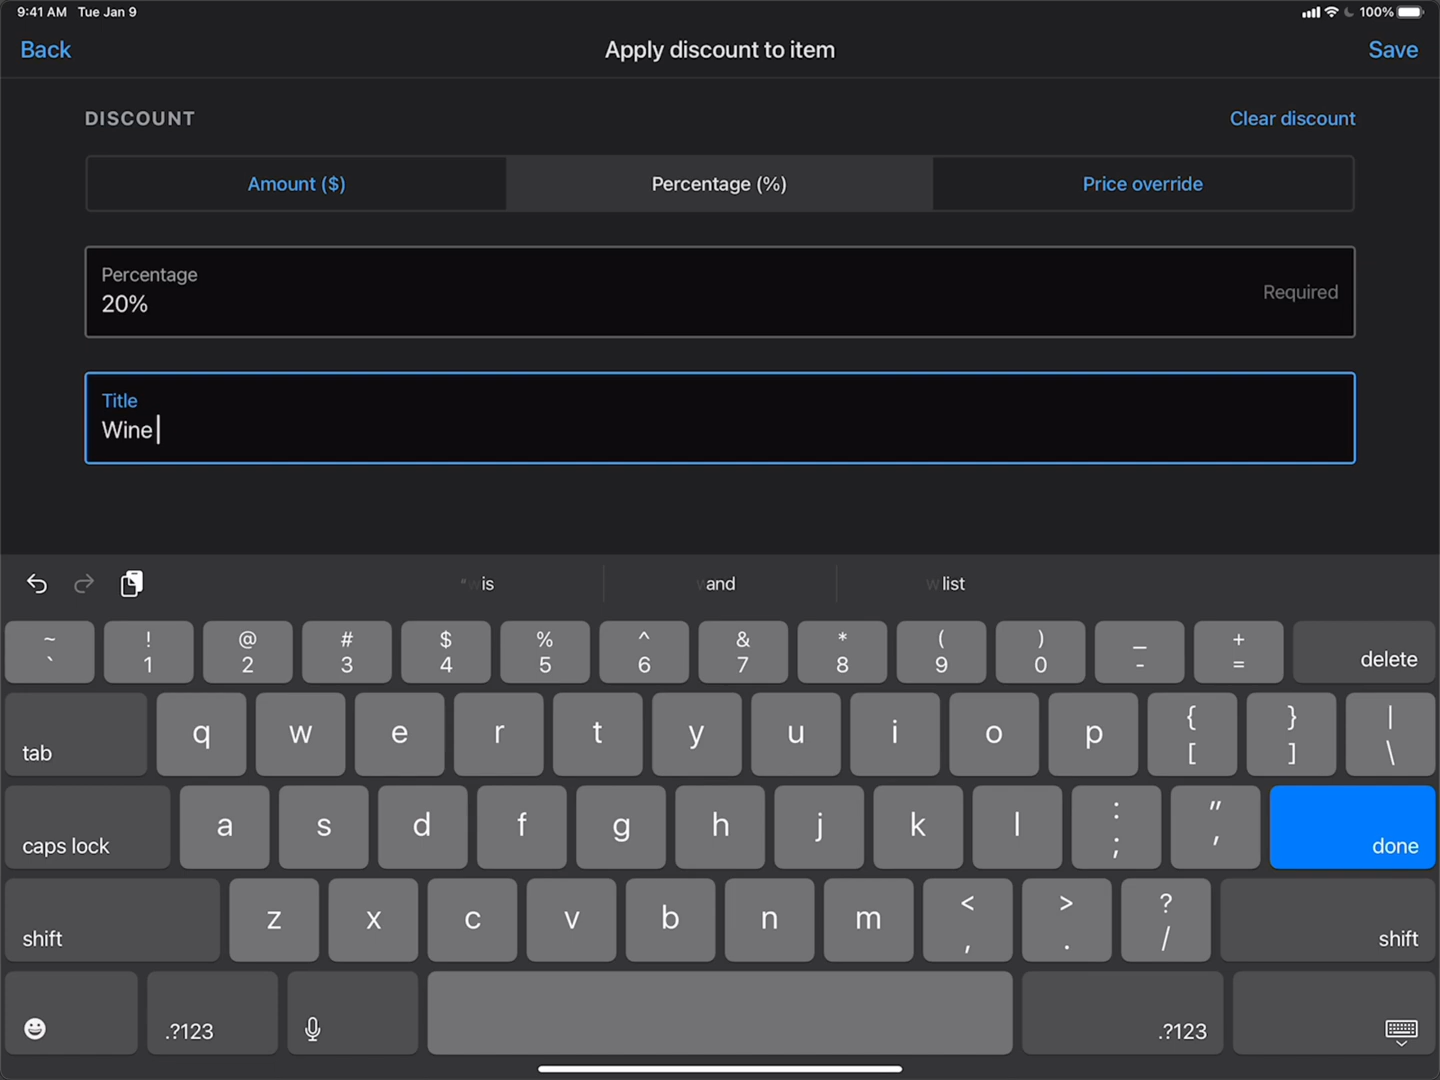 9:41 AM Tue Jan 9 100%
Back Apply discount to item Save
DISCOUNT Clear discount
Amount ($) Percentage (%) Price override
Percentage
20%
Required
Title
Wine
is and list
~ ! @ # $ % ^ & * ( ) _ +
` 1 2 3 4 5 6 7 8 9 0 - = delete
tab q w e r t y u i o p { [ } ] | \
caps lock a s d f g h j k l : ; " ' done
shift z x c v b n m < , > . ? / shift
.?123 .?123